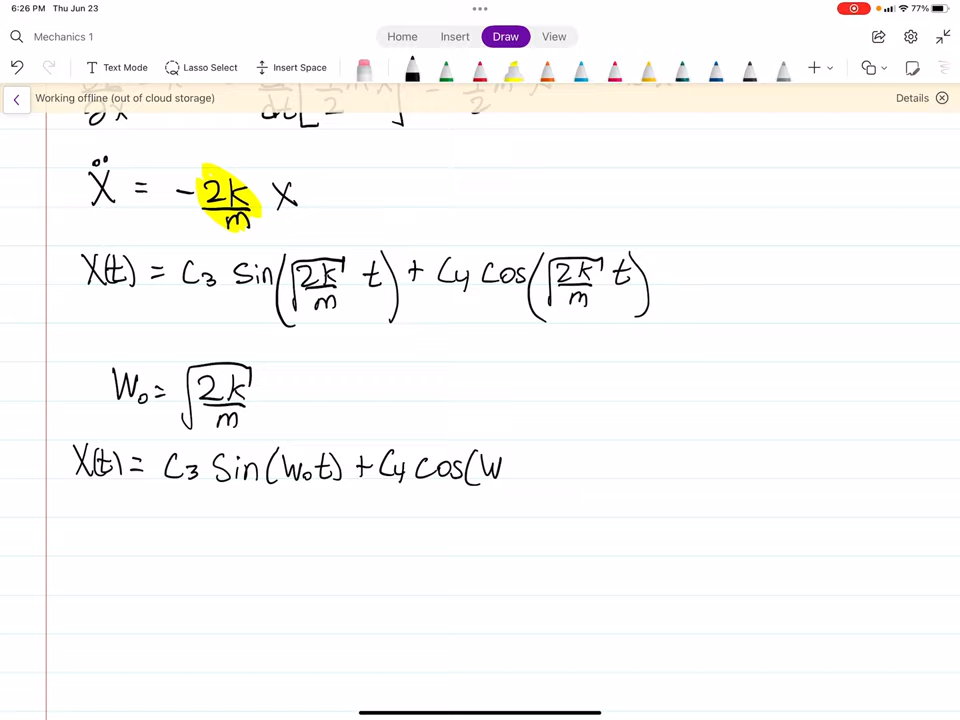 6:26 PM Thu Jun 23
77%
Mechanics 1
Home Insert Draw View
Text Mode Lasso Select Insert Space
Working offline (out of cloud storage) Details
Ẍ = - 2k/m X
X(t) = C₃ Sin(√(2k/m) t) + C₄ Cos(√(2k/m) t)
W₀ = √(2k/m)
X(t) = C₃ Sin(W₀t) + C₄ Cos(W